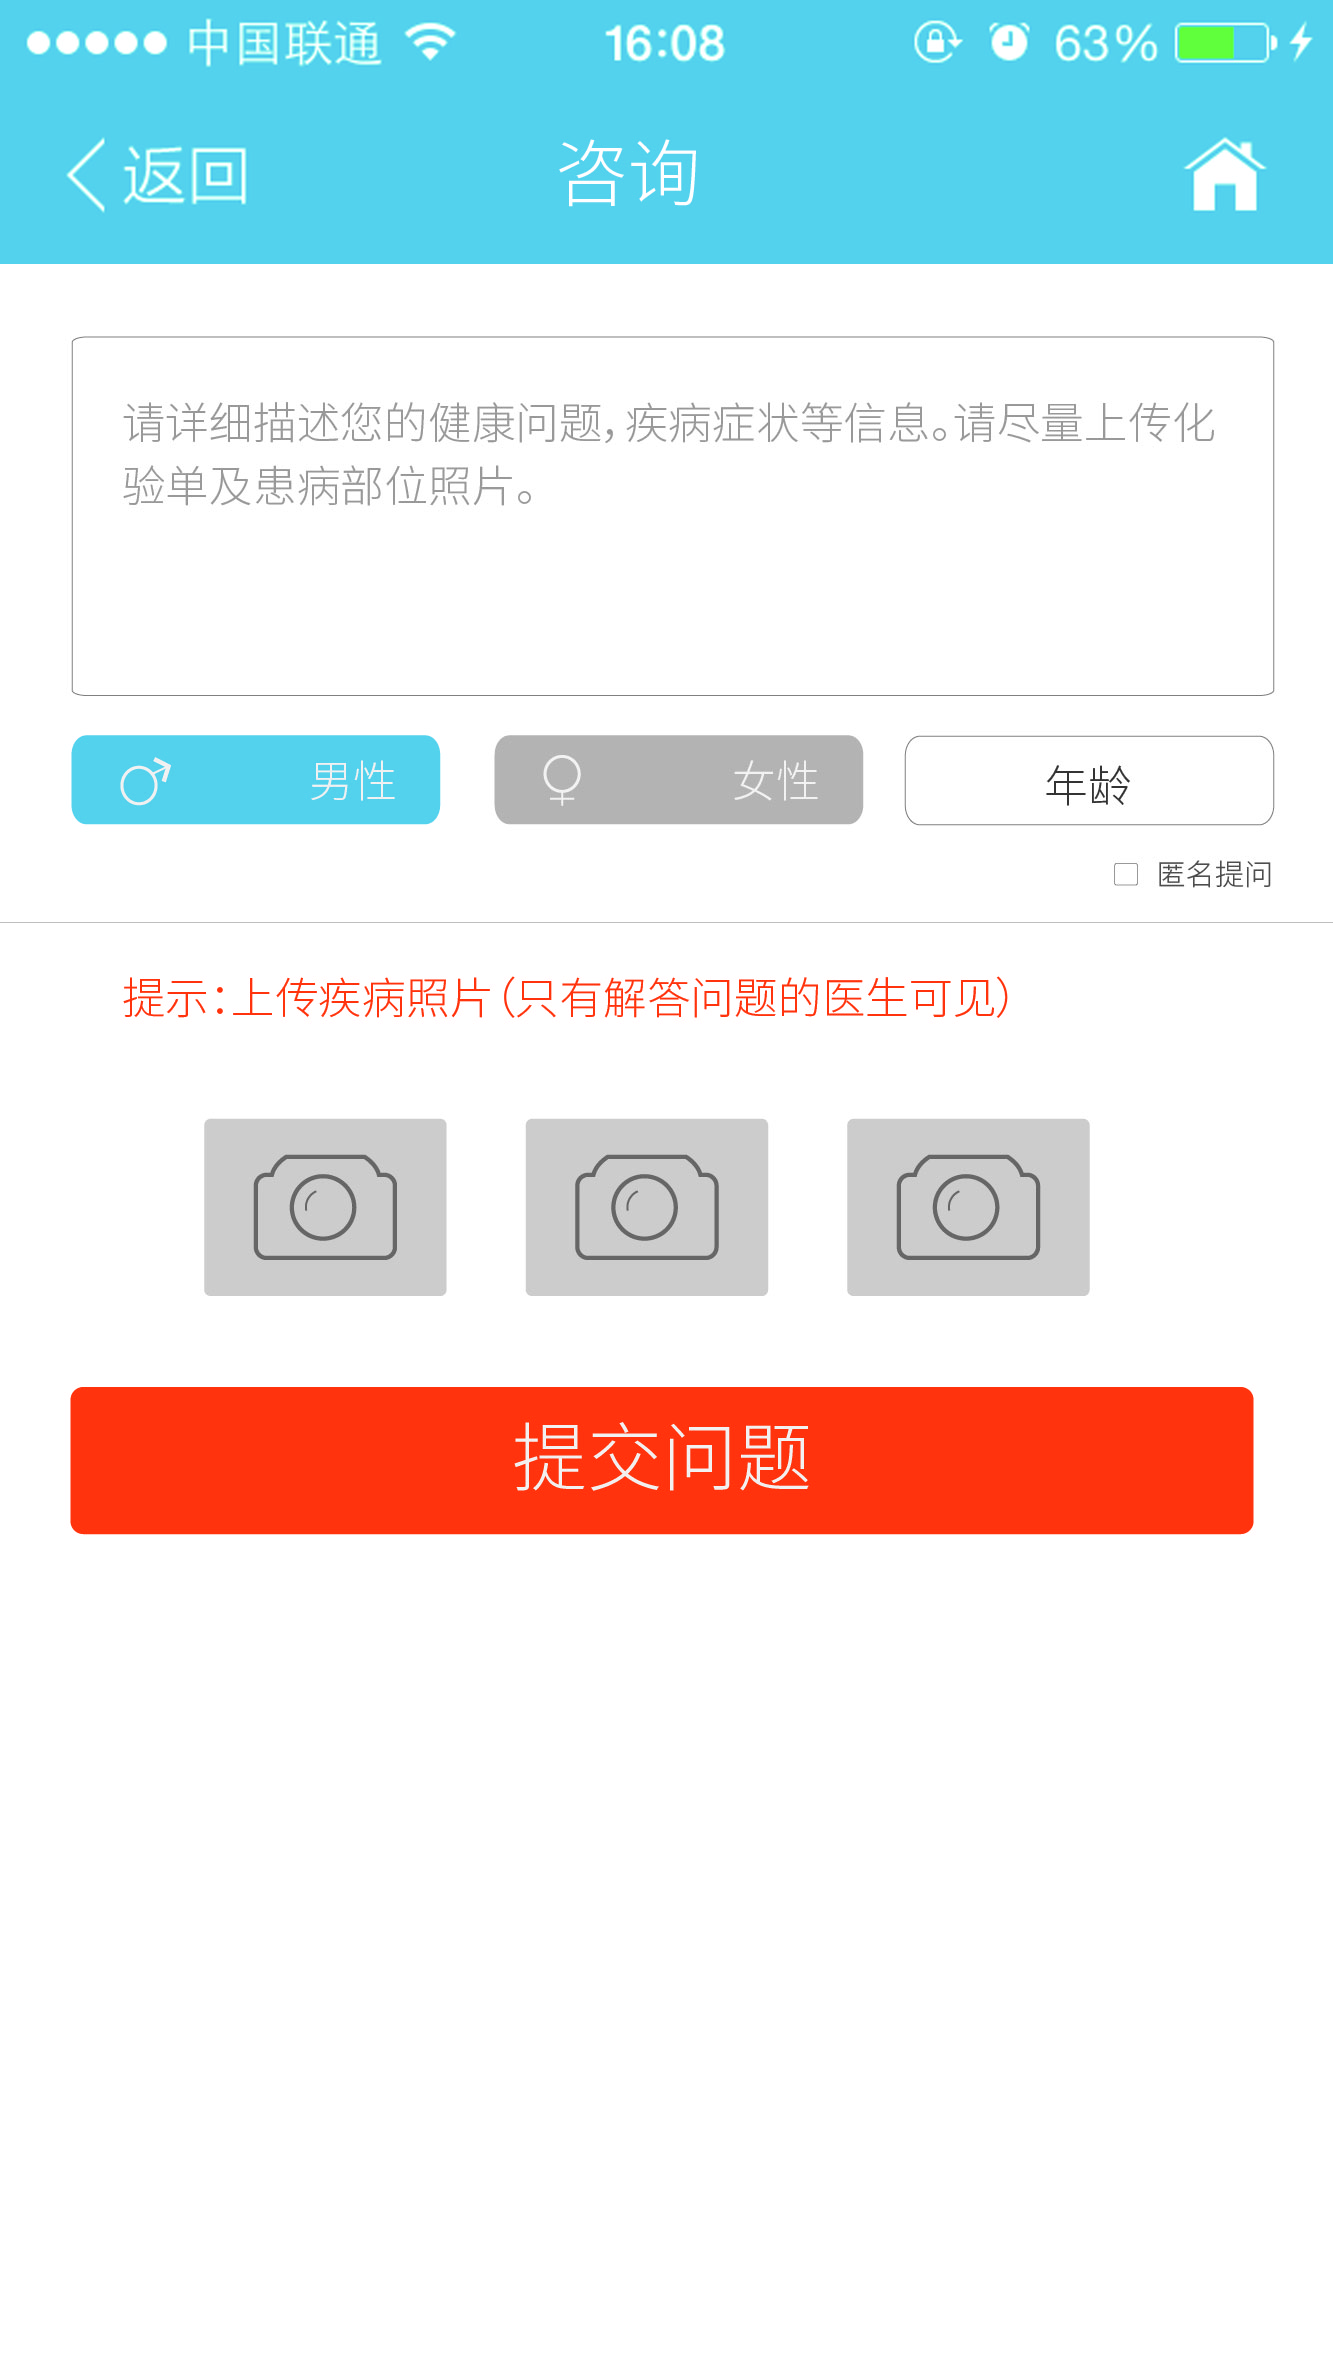 中国联通 16:08 63%
返回 咨询
请详细描述您的健康问题，疾病症状等信息。请尽量上传化
验单及患病部位照片。
男性 女性 年龄
匿名提问
提示：上传疾病照片（只有解答问题的医生可见）
提交问题